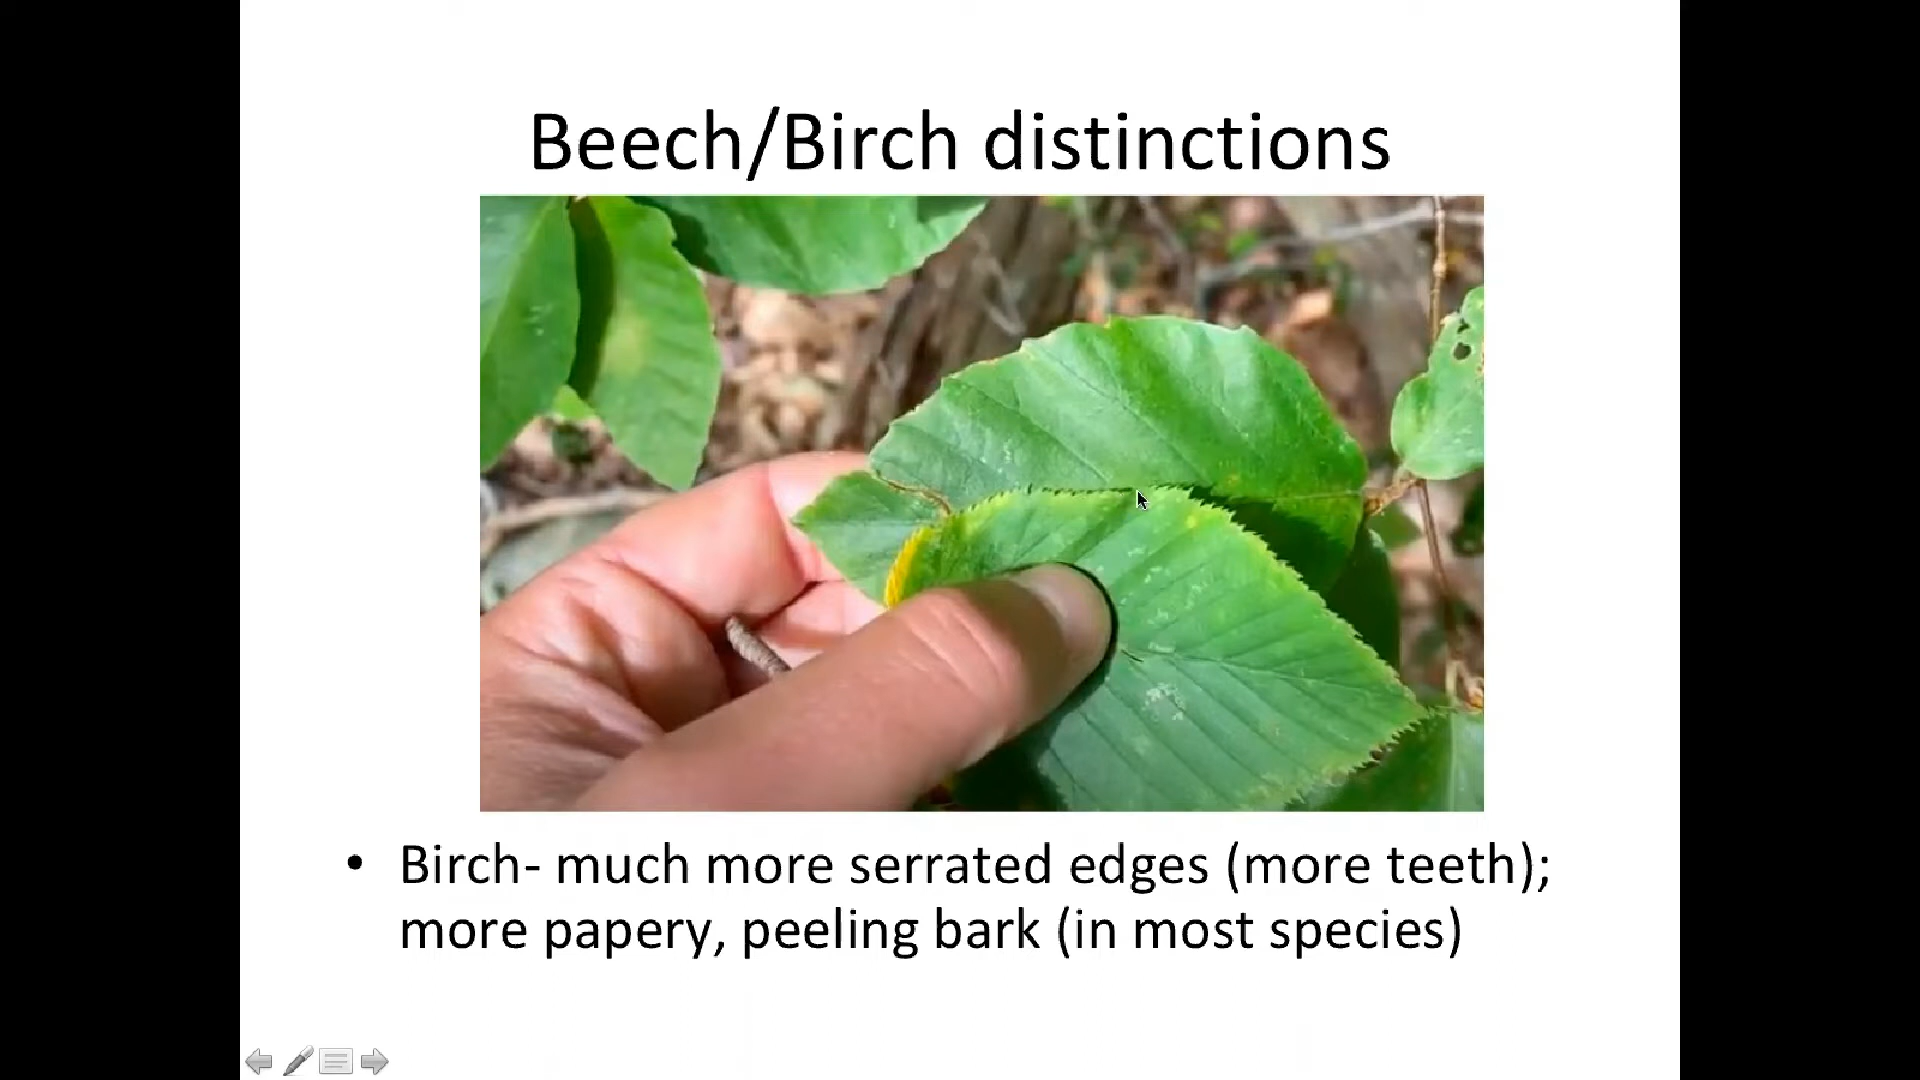 Beech/Birch distinctions
• Birch- much more serrated edges (more teeth);
more papery, peeling bark (in most species)